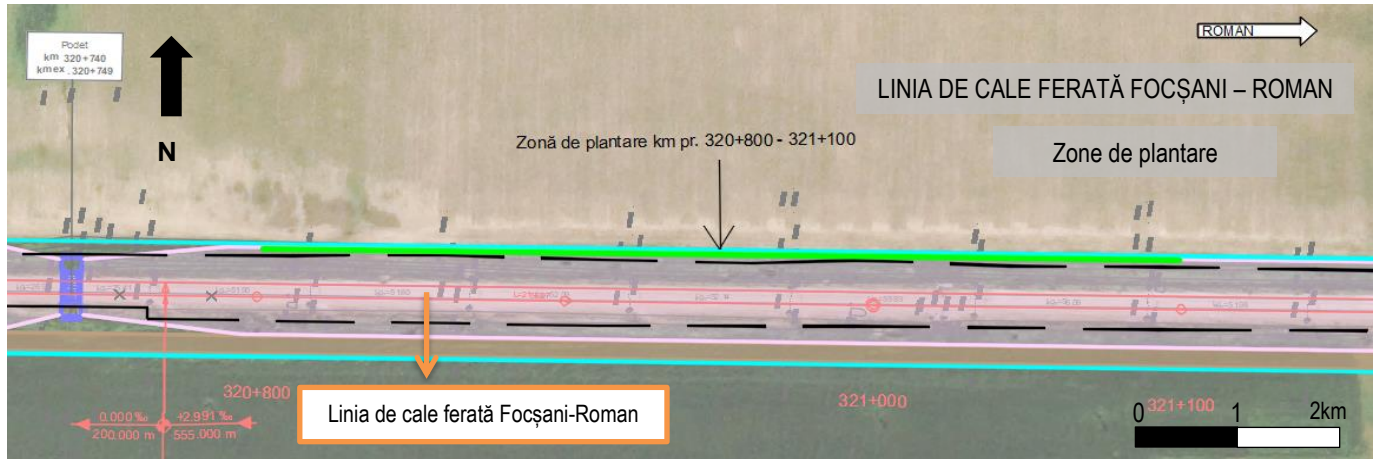 Podet
km 320+740
kmex. 320+749
N
ROMAN
LINIA DE CALE FERATĂ FOCȘANI – ROMAN
Zone de plantare
Zonă de plantare km pr. 320+800 - 321+100
320+800
321+000
321+100
0.000 ‰
+2.991 ‰
200.000 m
555.000 m
Linia de cale ferată Focșani-Roman
0 1 2km